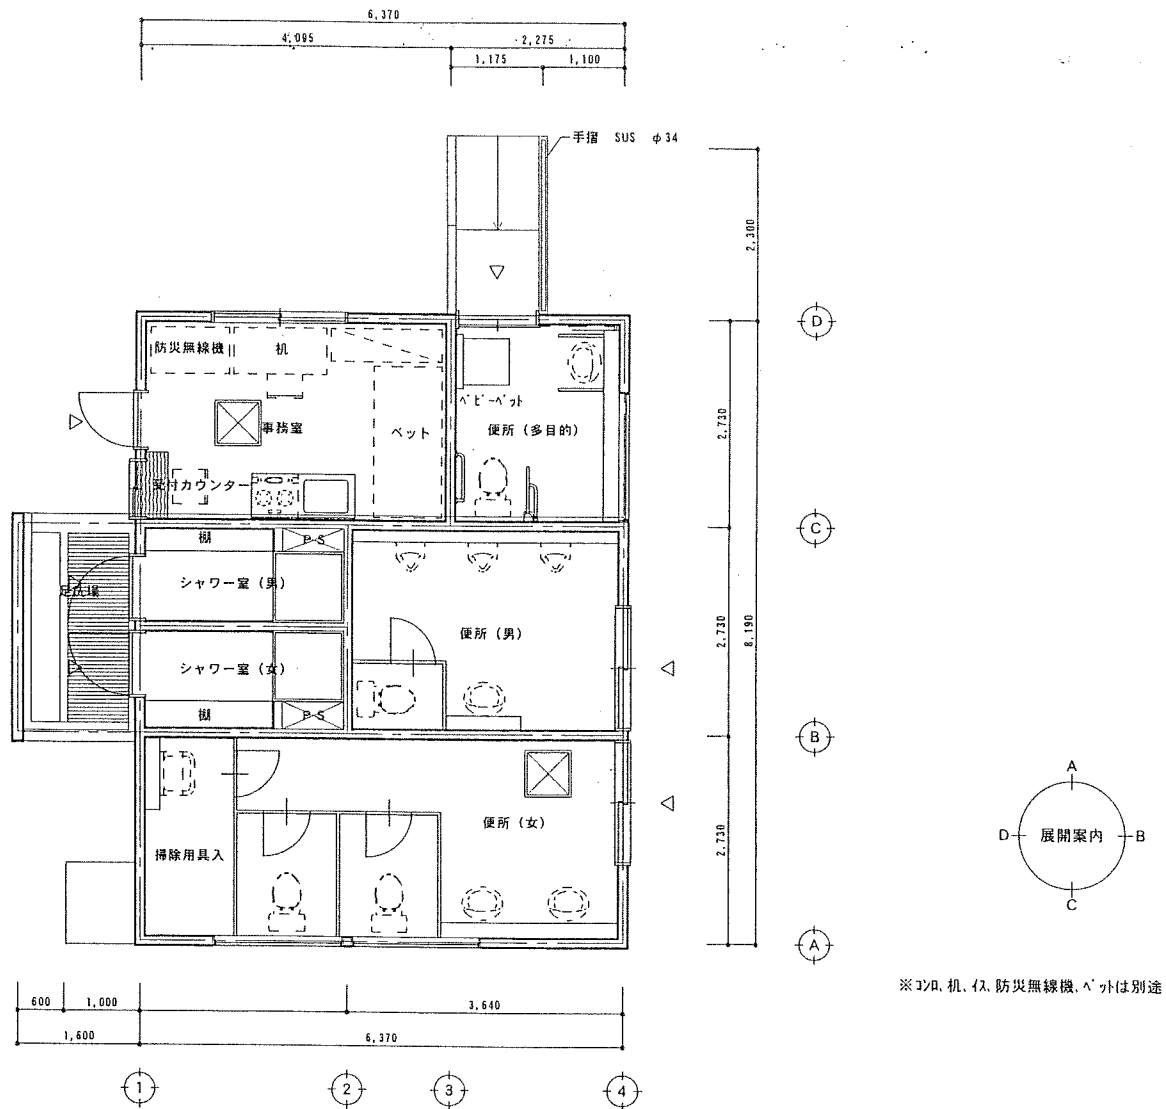 6,370
4,095
2,275
1,175
1,100
手摺 SUS φ34
2,300
D
防災無線機
机
ベビーベット
便所（多目的）
事務室
ベット
2,730
受付カウンター
C
棚
PS
シャワー室（男）
足洗場
便所（男）
2,730
8,190
シャワー室（女）
棚
PS
B
便所（女）
掃除用具入
2,730
A
A
D
展開案内
B
C
※コンロ、机、イス、防災無線機、ベットは別途
600
1,000
3,640
1,600
6,370
1
2
3
4